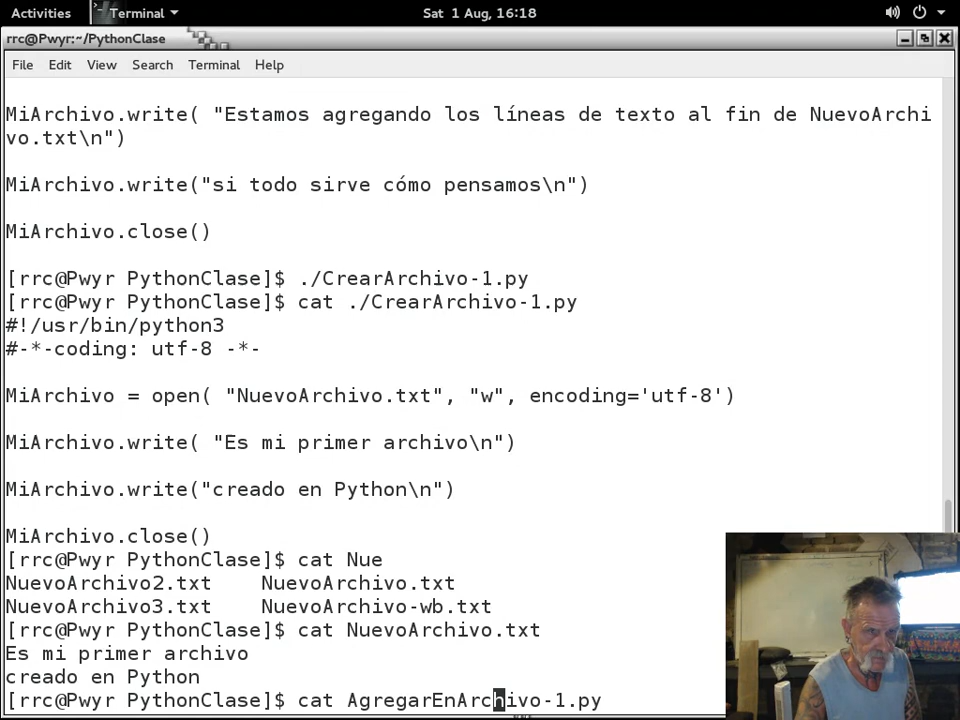 Activities
Terminal
Sat 1 Aug, 16:18
rrc@Pwyr:~/PythonClase
File Edit View Search Terminal Help
MiArchivo.write( "Estamos agregando los líneas de texto al fin de NuevoArchi
vo.txt\n")
MiArchivo.write("si todo sirve cómo pensamos\n")
MiArchivo.close()
[rrc@Pwyr PythonClase]$ ./CrearArchivo-1.py
[rrc@Pwyr PythonClase]$ cat ./CrearArchivo-1.py
#!/usr/bin/python3
#-*-coding: utf-8 -*-
MiArchivo = open( "NuevoArchivo.txt", "w", encoding='utf-8')
MiArchivo.write( "Es mi primer archivo\n")
MiArchivo.write("creado en Python\n")
MiArchivo.close()
[rrc@Pwyr PythonClase]$ cat Nue
NuevoArchivo2.txt    NuevoArchivo.txt
NuevoArchivo3.txt    NuevoArchivo-wb.txt
[rrc@Pwyr PythonClase]$ cat NuevoArchivo.txt
Es mi primer archivo
creado en Python
[rrc@Pwyr PythonClase]$ cat AgregarEnArchivo-1.py